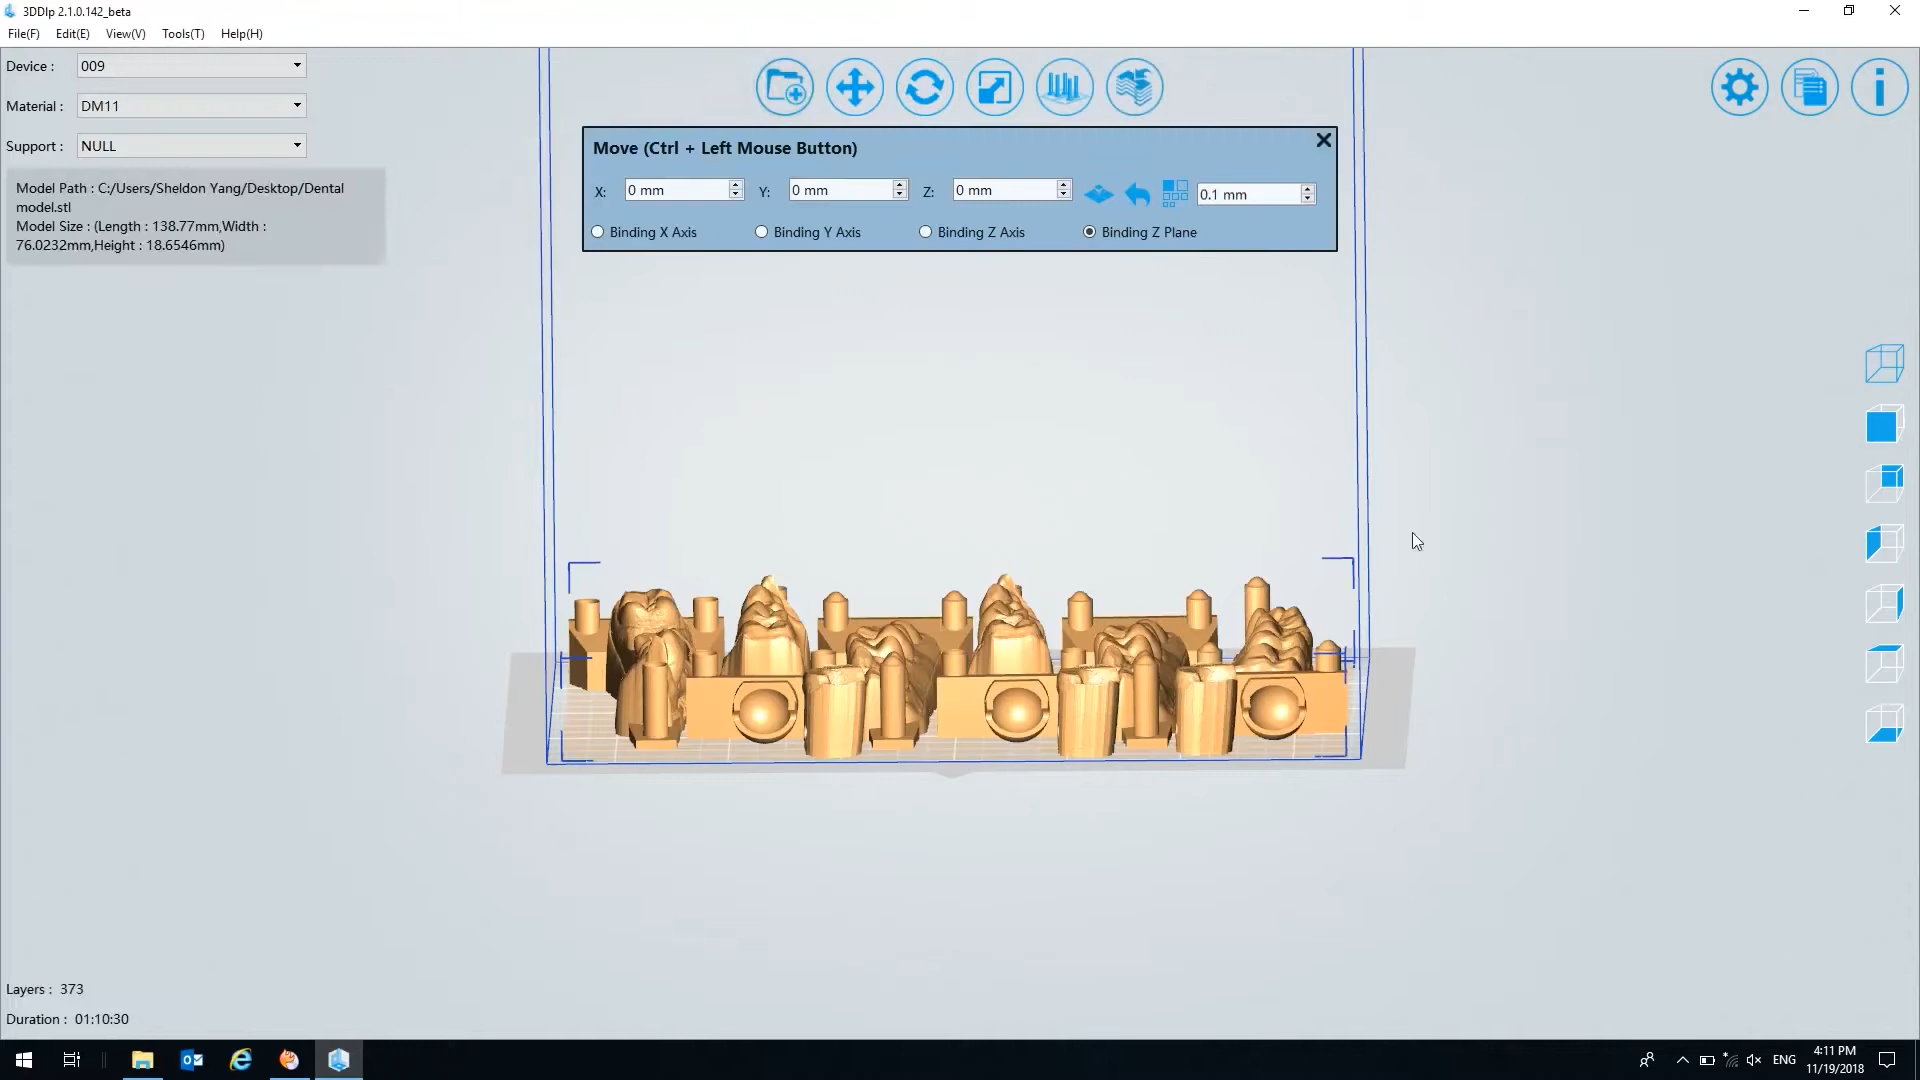 3DDlp 2.1.0.142_beta
File(F) Edit(E) View(V) Tools(T) Help(H)
Device : 009
Material : DM11
Support : NULL
Model Path : C:/Users/Sheldon Yang/Desktop/Dental
model.stl
Model Size : (Length : 138.77mm,Width :
76.0232mm,Height : 18.6546mm)
Move (Ctrl + Left Mouse Button)
X: 0 mm Y: 0 mm Z: 0 mm 0.1 mm
Binding X Axis Binding Y Axis Binding Z Axis Binding Z Plane
Layers : 373
Duration : 01:10:30
ENG
4:11 PM
11/19/2018